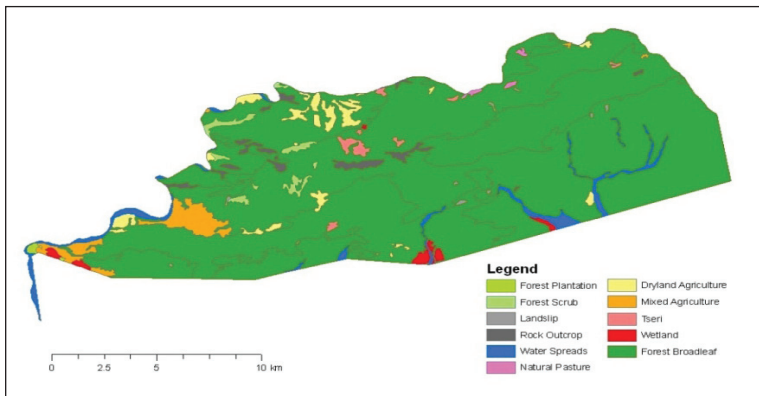 Legend
Forest Plantation
Forest Scrub
Landslip
Rock Outcrop
Water Spreads
Natural Pasture
Dryland Agriculture
Mixed Agriculture
Tseri
Wetland
Forest Broadleaf
0 2.5 5 10 km